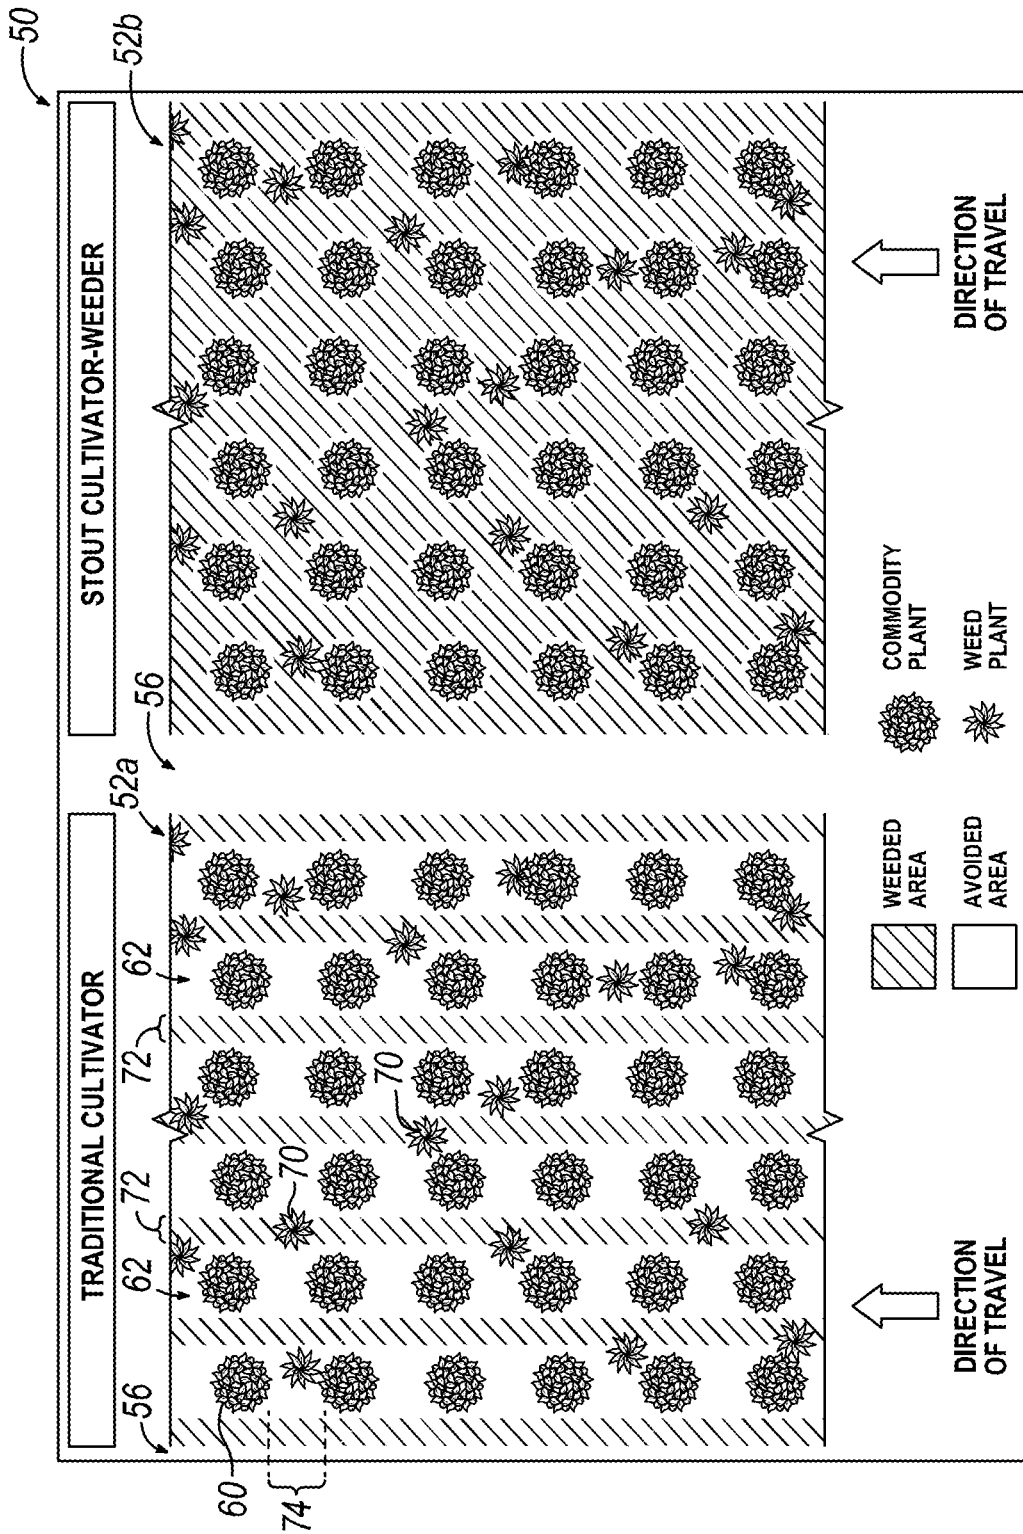 50
TRADITIONAL CULTIVATOR
STOUT CULTIVATOR-WEEDER
56
62
72
62
72
52a
56
52b
60
74
70
70
DIRECTION
OF TRAVEL
WEEDED
AREA
AVOIDED
AREA
COMMODITY
PLANT
WEED
PLANT
DIRECTION
OF TRAVEL